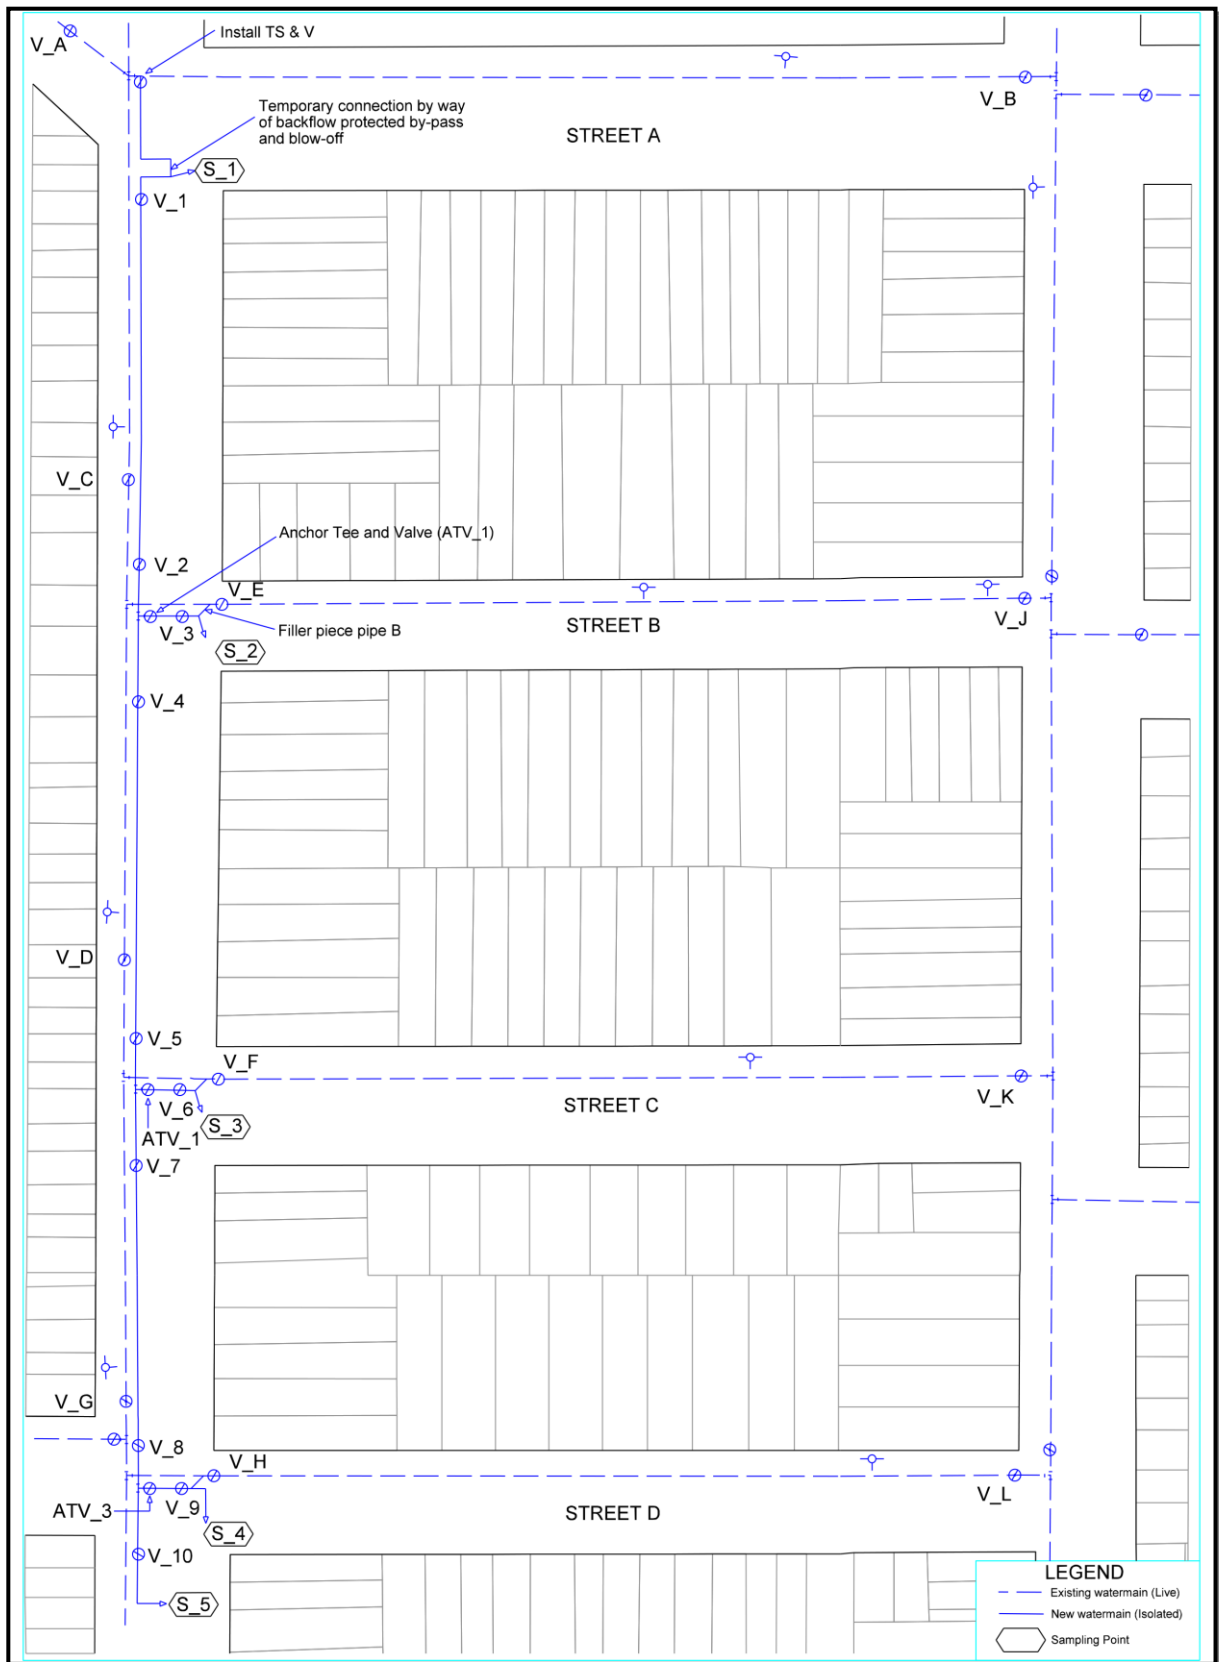 V_A
Install TS & V
V_B
Temporary connection by way
of backflow protected by-pass
and blow-off
STREET A
S_1
V_1
V_C
Anchor Tee and Valve (ATV_1)
V_2
V_E
V_3
Filler piece pipe B
STREET B
V_J
S_2
V_4
V_D
V_5
V_F
V_6
STREET C
V_K
S_3
ATV_1
V_7
V_G
V_8
V_H
V_L
ATV_3
V_9
STREET D
S_4
V_10
S_5
LEGEND
Existing watermain (Live)
New watermain (Isolated)
Sampling Point